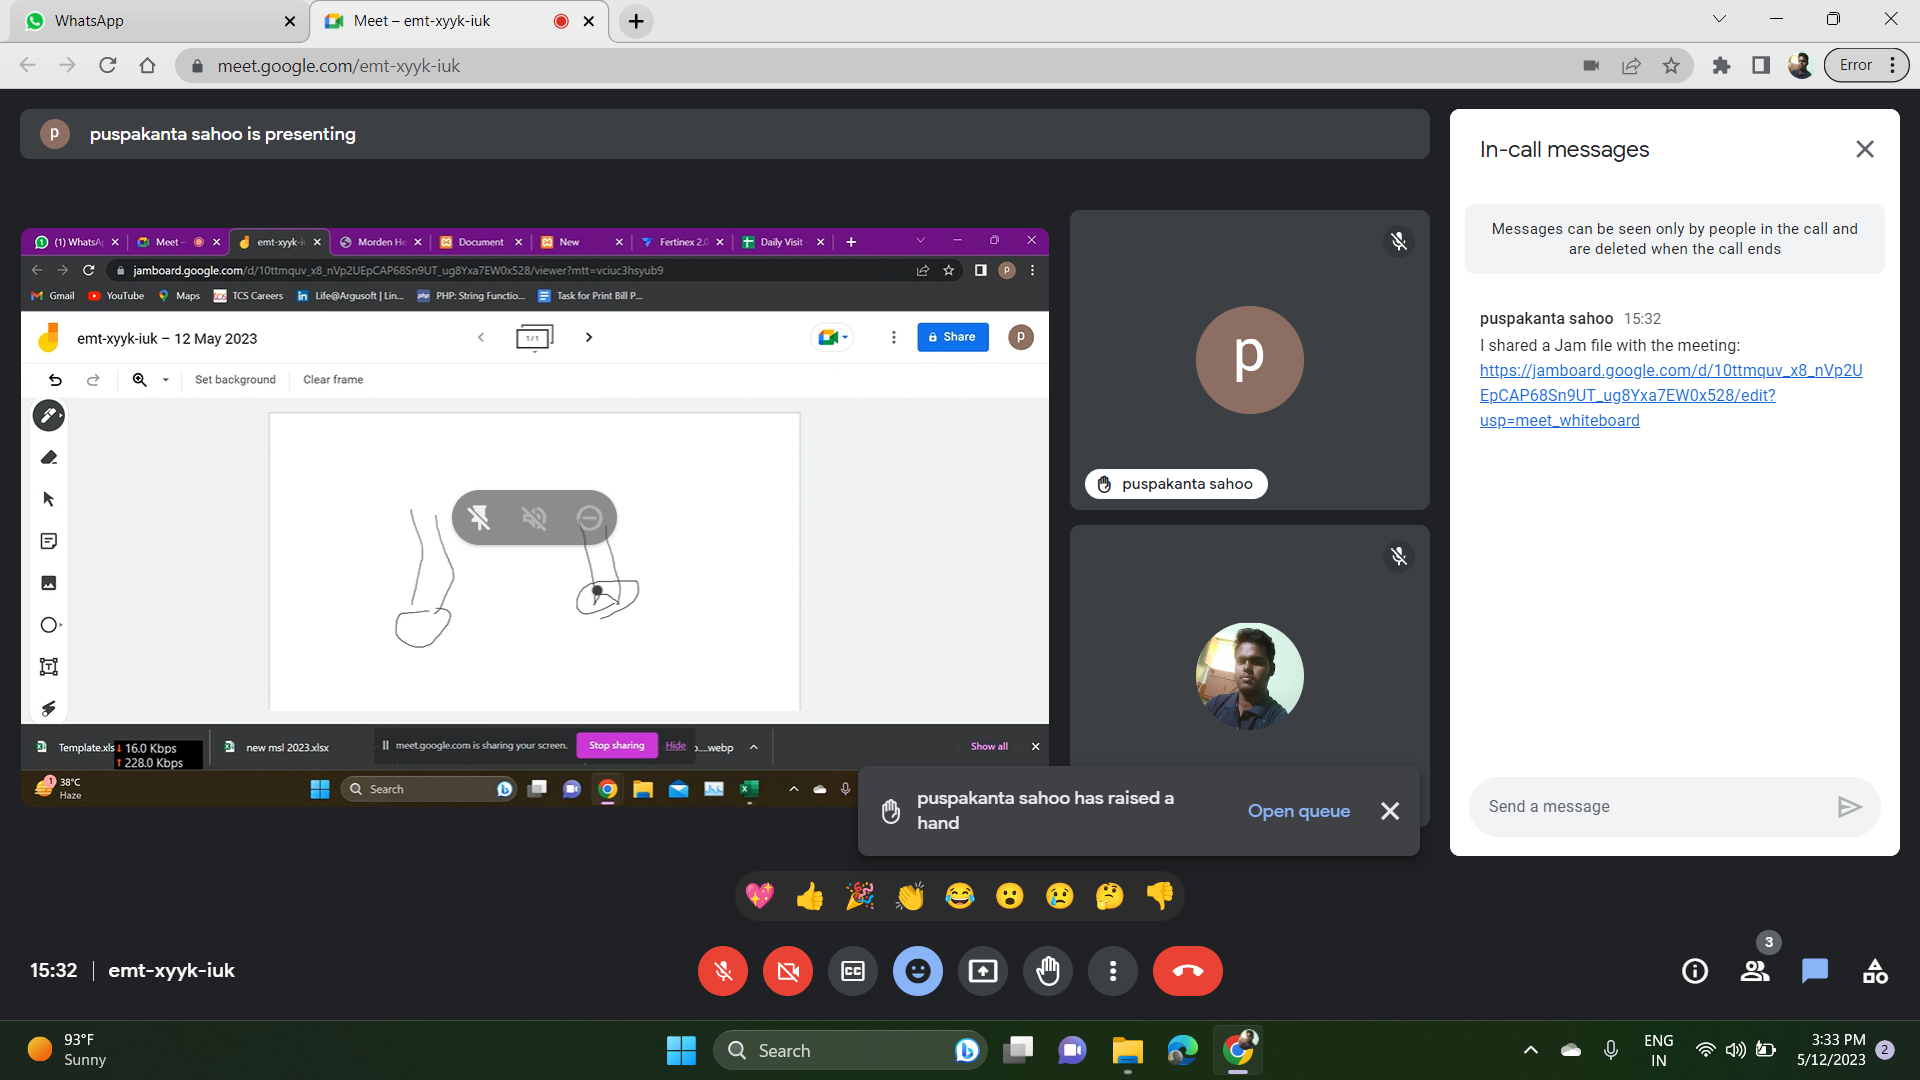 WhatsApp
Meet – emt-xyyk-iuk
meet.google.com/emt-xyyk-iuk
Error
p
puspakanta sahoo is presenting
In-call messages
Messages can be seen only by people in the call and
are deleted when the call ends
puspakanta sahoo 15:32
I shared a Jam file with the meeting:
https://jamboard.google.com/d/10ttmquv_x8_nVp2U
EpCAP68Sn9UT_ug8Yxa7EW0x528/edit?
usp=meet_whiteboard
Send a message
(1) WhatsA
Meet -
emt-xyyk-i
Morden He
Document
New
Fertinex 2.0
Daily Visit
jamboard.google.com/d/10ttmquv_x8_nVp2UEpCAP68Sn9UT_ug8Yxa7EW0x528/viewer?mtt=vciuc3hsyub9
P
Gmail
YouTube
Maps
TCS Careers
Life@Argusoft | Lin...
PHP: String Functio...
Task for Print Bill P...
emt-xyyk-iuk – 12 May 2023
1/1
Share
P
Set background
Clear frame
Template.xls
16.0 Kbps
228.0 Kbps
new msl 2023.xlsx
meet.google.com is sharing your screen.
Stop sharing
Hide
....webp
Show all
1
38°C
Haze
Search
p
puspakanta sahoo
puspakanta sahoo has raised a
hand
Open queue
15:32
emt-xyyk-iuk
CC
3
93°F
Sunny
Search
ENG
IN
3:33 PM
5/12/2023
2